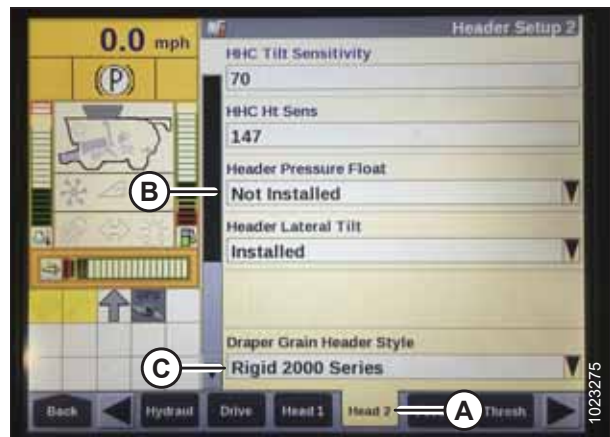 0.0 mph
Header Setup 2
(P)
HHC Tilt Sensitivity
70
HHC Ht Sens
147
Header Pressure Float
B
Not Installed
Header Lateral Tilt
Installed
Draper Grain Header Style
C
Rigid 2000 Series
Back
Hydraul
Drive
Head 1
Head 2
A
Thresh
1023275